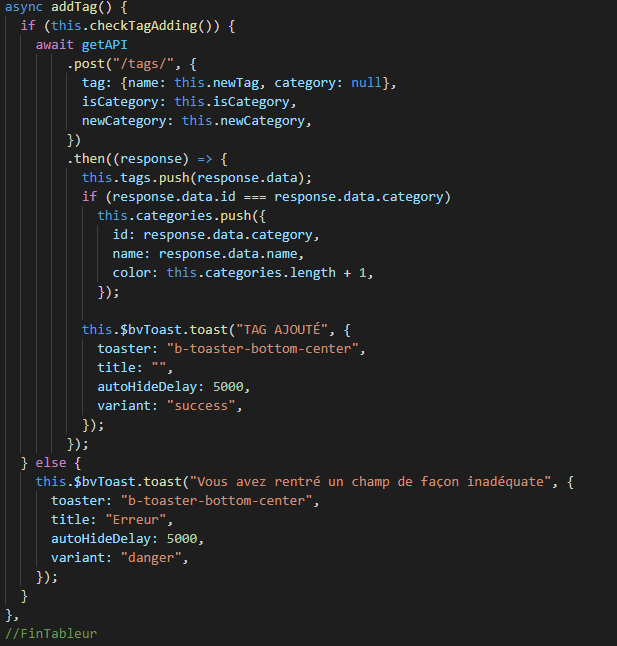 async addTag() {
if (this.checkTagAdding()) {
await getAPI
.post("/tags/", {
tag: {name: this.newTag, category: null},
isCategory: this.isCategory,
newCategory: this.newCategory,
})
.then((response) => {
this.tags.push(response.data);
if (response.data.id === response.data.category)
this.categories.push({
id: response.data.category,
name: response.data.name,
color: this.categories.length + 1,
});
this.$bvToast.toast("TAG AJOUTÉ", {
toaster: "b-toaster-bottom-center",
title: "",
autoHideDelay: 5000,
variant: "success",
});
});
} else {
this.$bvToast.toast("Vous avez rentré un champ de façon inadéquate", {
toaster: "b-toaster-bottom-center",
title: "Erreur",
autoHideDelay: 5000,
variant: "danger",
});
}
},
//FinTableur